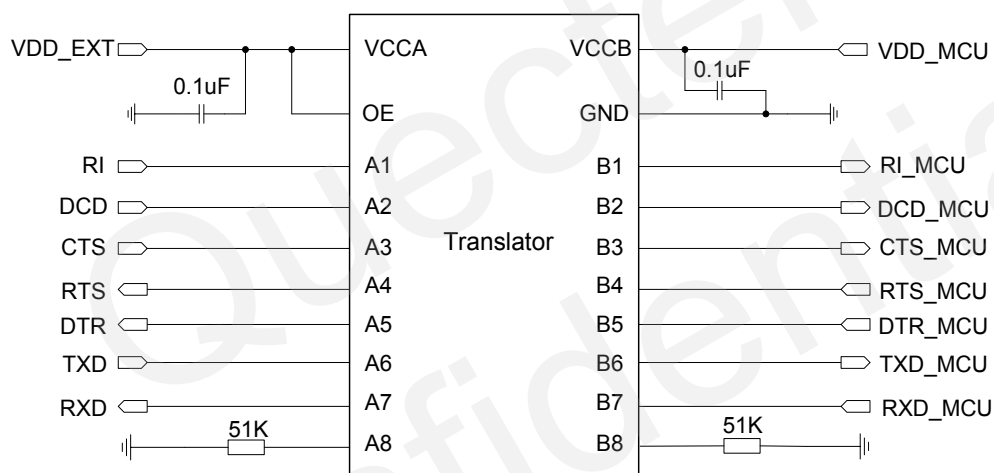 VDD_EXT VCCA VCCB VDD_MCU
0.1uF 0.1uF
OE GND
RI A1 B1 RI_MCU
DCD A2 B2 DCD_MCU
CTS A3 Translator B3 CTS_MCU
RTS A4 B4 RTS_MCU
DTR A5 B5 DTR_MCU
TXD A6 B6 TXD_MCU
RXD A7 B7 RXD_MCU
51K A8 B8 51K
Quectel
Confidential